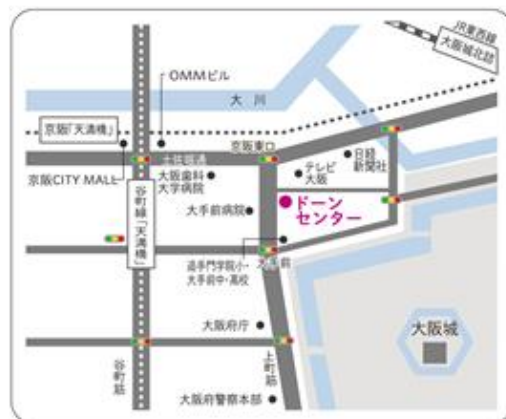 JR東西線
大阪城北詰
OMMビル
大川
京阪「天満橋」
京阪東口
土佐堀通
日経
新聞社
テレビ
大阪
京阪CITY MALL
大阪歯科
大学病院
谷町線「天満橋」
大手前病院
ドーン
センター
追手門学院小・
大手前中・高校
大手前
大阪府庁
大阪城
谷町筋
上町筋
大阪府警察本部